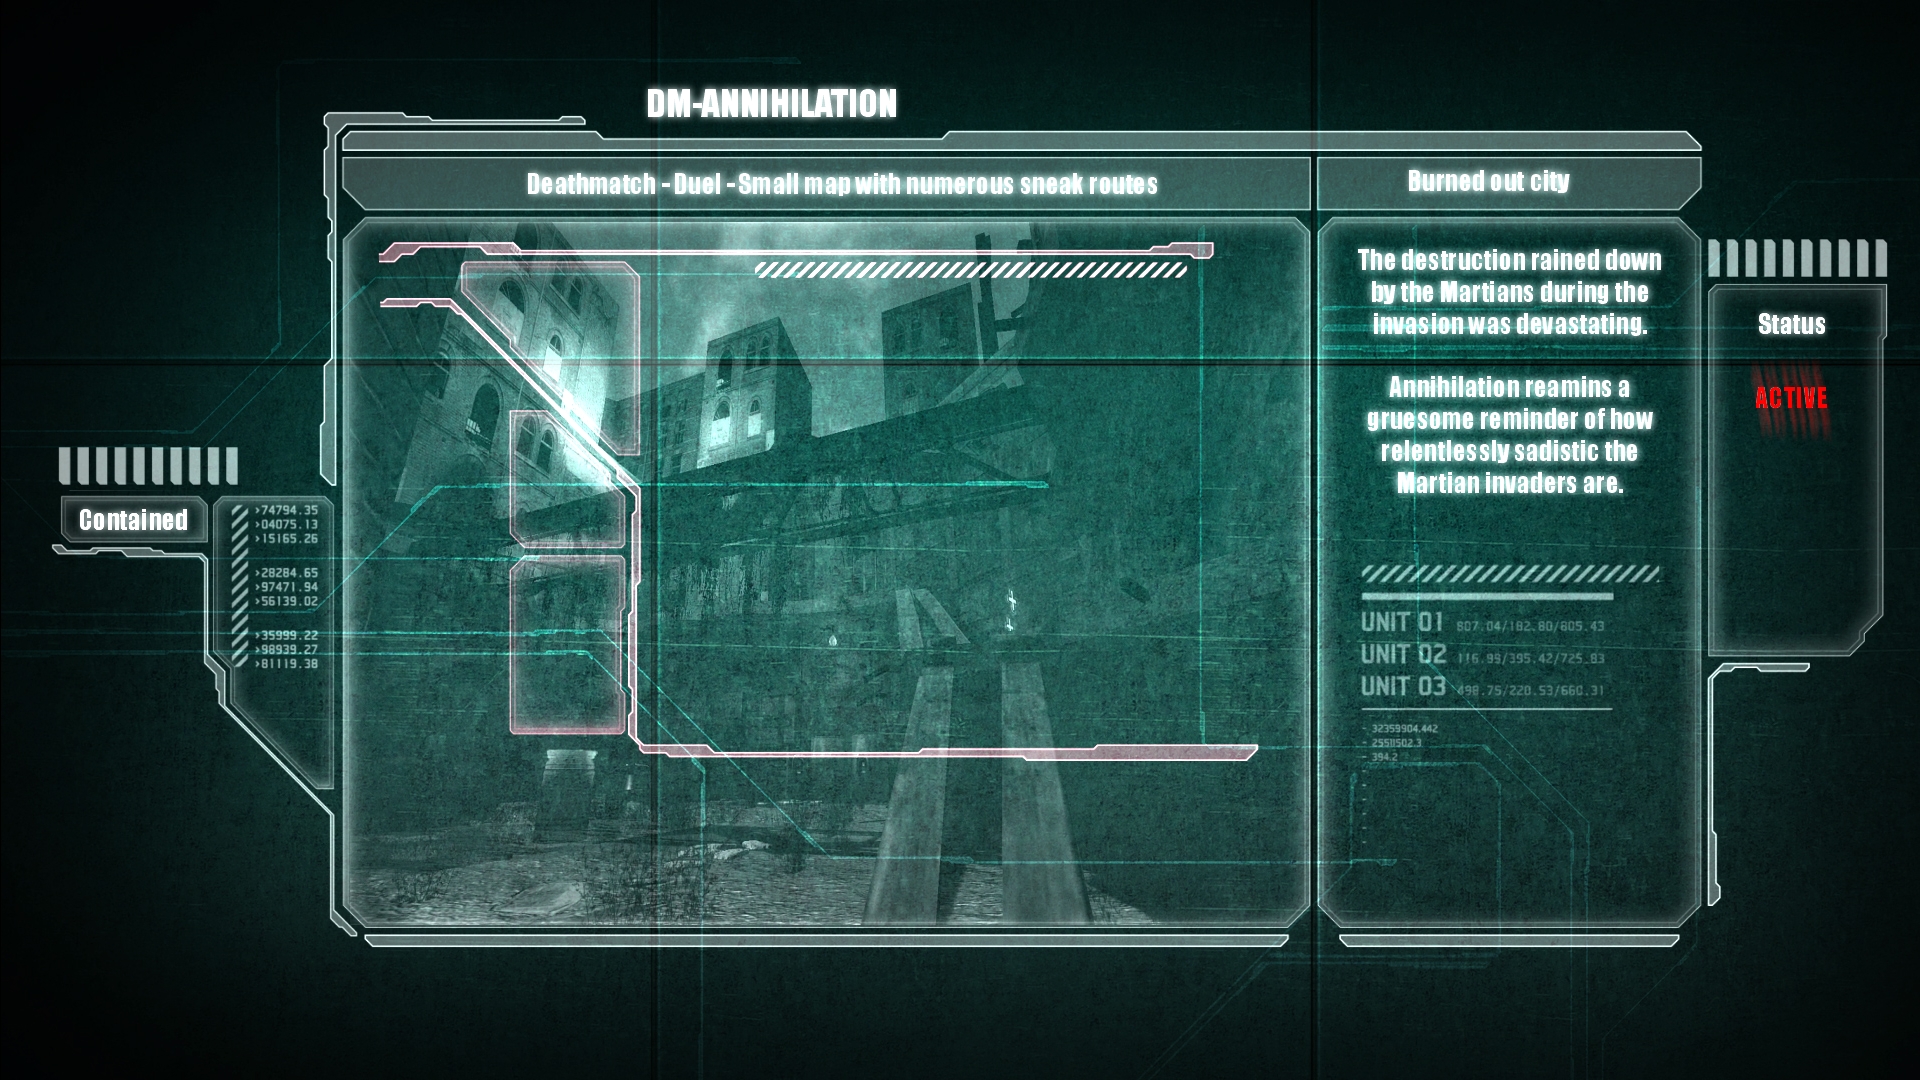 DM-ANNIHILATION
Deathmatch - Duel - Small map with numerous sneak routes
Burned out city
The destruction rained down
by the Martians during the
invasion was devastating.
Annihilation reamins a
gruesome reminder of how
relentlessly sadistic the
Martian invaders are.
Status
ACTIVE
Contained
>74794.35
>04075.13
>15165.26
>28284.65
>97471.94
>56139.02
>35999.22
>98939.27
>81119.38
UNIT 01 807.04/182.80/605.43
UNIT 02 116.99/395.42/725.83
UNIT 03 498.75/220.53/660.31
- 32359904.442
- 25511502.3
- 394.2